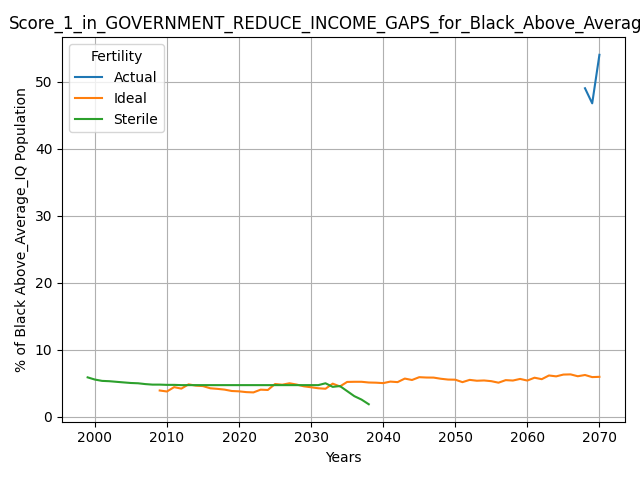 Score_1_in_GOVERNMENT_REDUCE_INCOME_GAPS_for_Black_Above_Averag
Fertility
Actual
Ideal
Sterile
% of Black Above_Average_IQ Population
50
40
30
20
10
0
2000 2010 2020 2030 2040 2050 2060 2070
Years